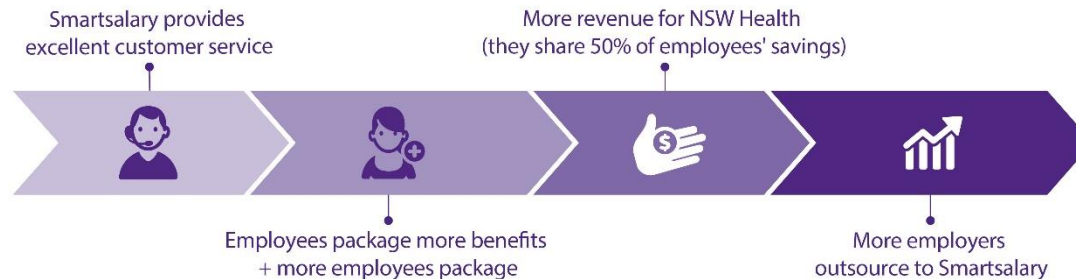 Smartsalary provides
excellent customer service
More revenue for NSW Health
(they share 50% of employees' savings)
$
Employees package more benefits
+ more employees package
More employers
outsource to Smartsalary